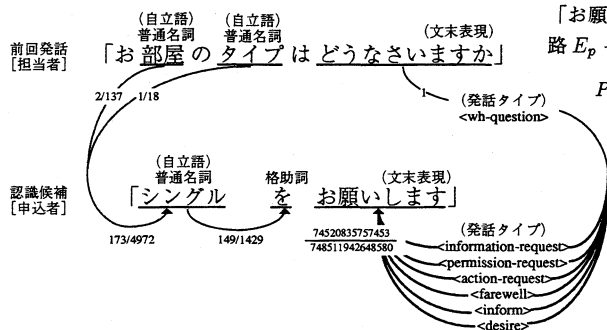 「お願
路 Ep
P
(自立語) (自立語)
普通名詞 普通名詞 (文末表現)
前回発話 「お 部屋 の タイプ は どうなさいますか」
[担当者]
2/137 1/18 1 (発話タイプ)
<wh-question>
(自立語)
普通名詞 格助詞 (文末表現)
認識候補 「シングル を お願いします」
[申込者]
173/4972 149/1429 74520835757453
748511942648580
(発話タイプ)
<information-request>
<permission-request>
<action-request>
<farewell>
<inform>
<desire>